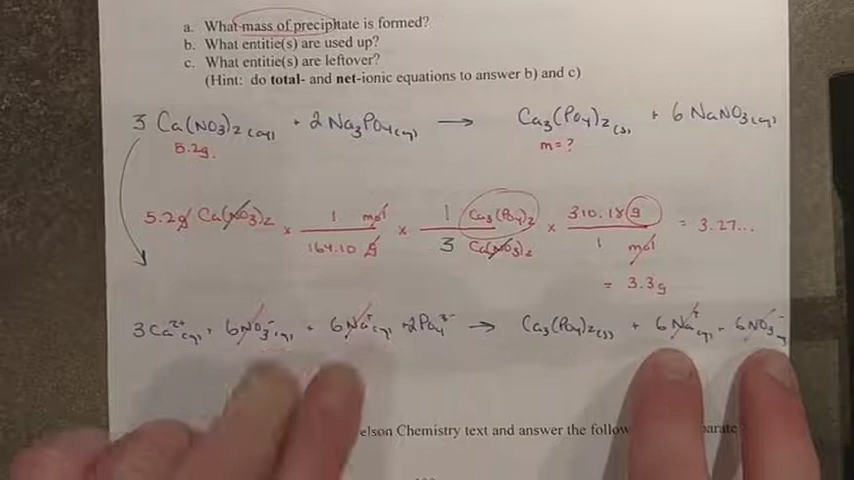 a. What mass of precipitate is formed?
b. What entitie(s) are used up?
c. What entitie(s) are leftover?
(Hint: do total- and net-ionic equations to answer b) and c)
3 Ca(NO3)2 (aq) + 2 Na3PO4 (aq) → Ca3(PO4)2 (s) + 6 NaNO3 (aq)
5.2g. m=?
5.2g Ca(NO3)2 x 1 mol / 164.10 g x 1 Ca3(PO4)2 / 3 Ca(NO3)2 x 310.18 g / 1 mol = 3.27...
= 3.3g
3Ca2+(aq) + 6NO3-(aq) + 6Na+(aq) + 2PO43- → Ca3(PO4)2(s) + 6Na+(aq) + 6NO3-
elson Chemistry text and answer the follow parate